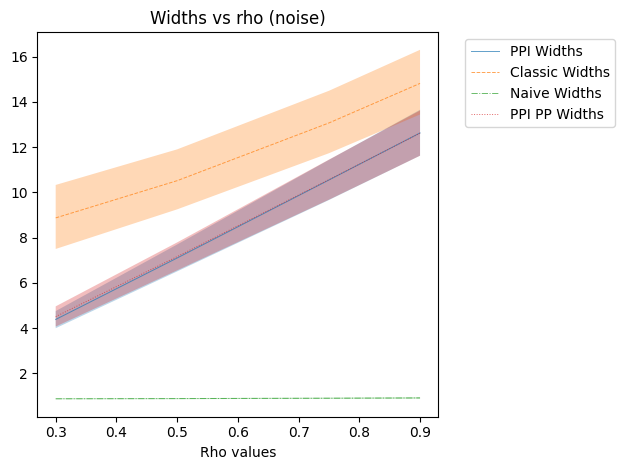 Widths vs rho (noise)
16
14
12
10
8
6
4
2
0.3 0.4 0.5 0.6 0.7 0.8 0.9
Rho values
PPI Widths
Classic Widths
Naive Widths
PPI PP Widths